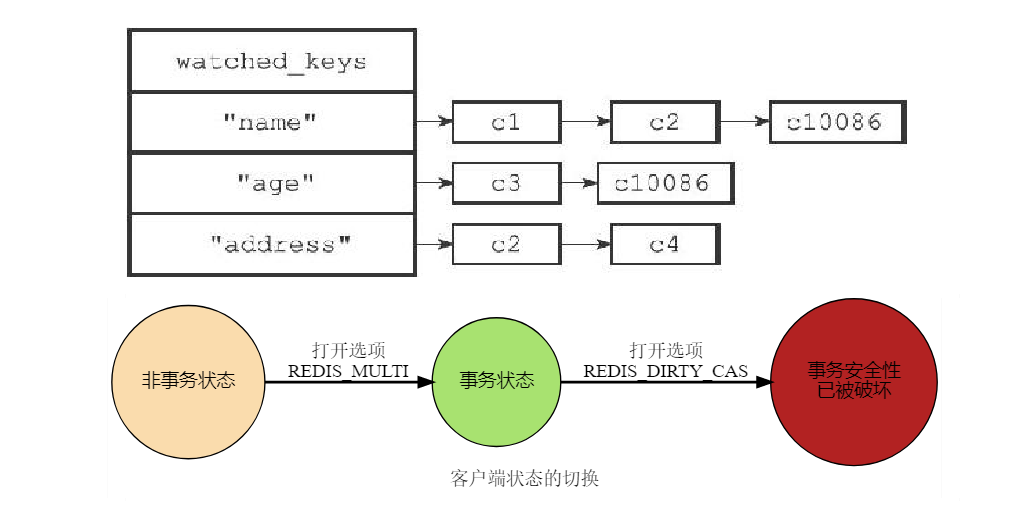 watched_keys
"name" c1 c2 c10086
"age" c3 c10086
"address" c2 c4
非事务状态
打开选项
REDIS_MULTI
事务状态
打开选项
REDIS_DIRTY_CAS
事务安全性
已被破坏
客户端状态的切换